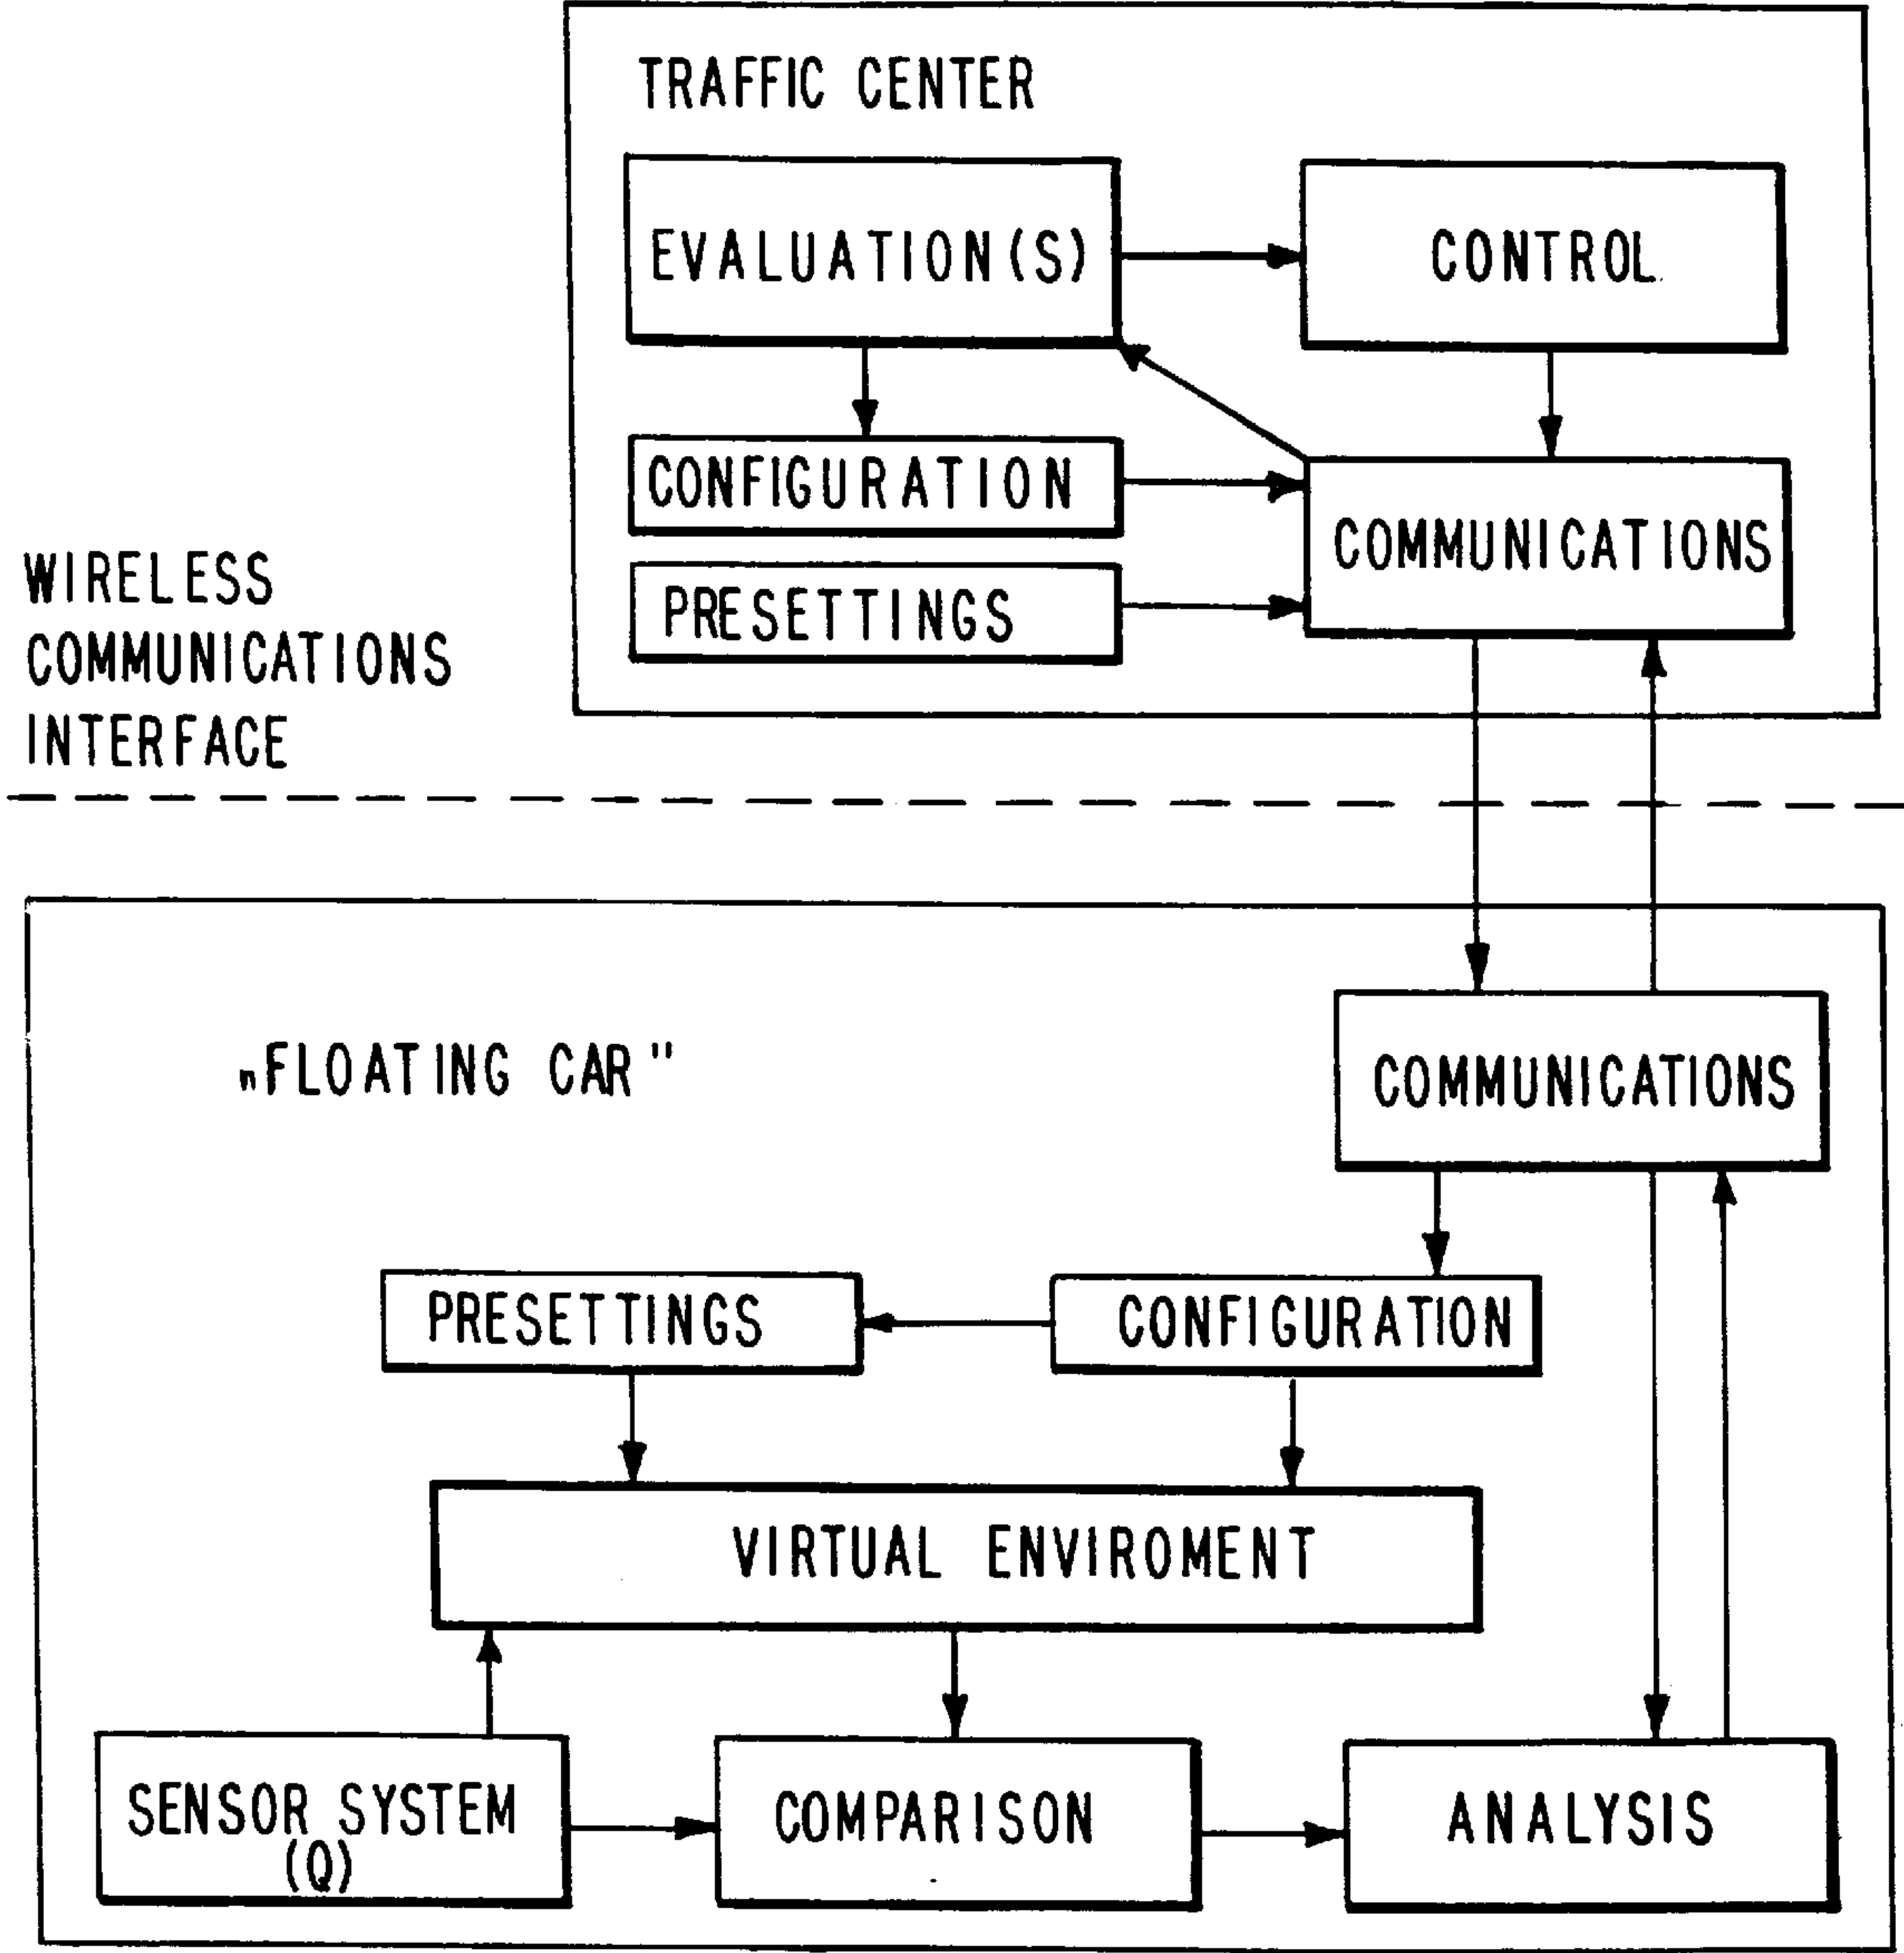 TRAFFIC CENTER
EVALUATION(S)
CONTROL
CONFIGURATION
COMMUNICATIONS
PRESETTINGS
WIRELESS
COMMUNICATIONS
INTERFACE
„FLOATING CAR"
COMMUNICATIONS
PRESETTINGS
CONFIGURATION
VIRTUAL ENVIROMENT
SENSOR SYSTEM
(Q)
COMPARISON
ANALYSIS